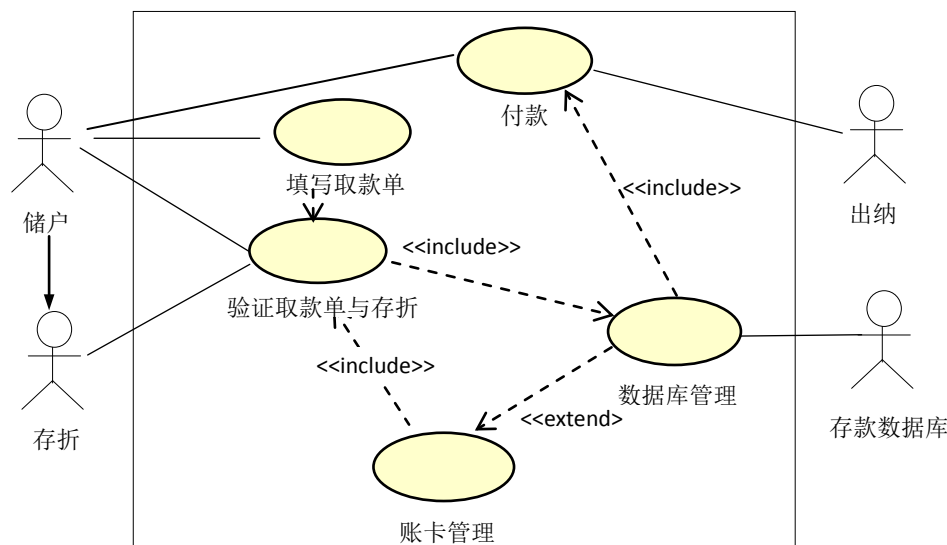 付款
填写取款单
<<include>>
储户
出纳
<<include>>
验证取款单与存折
<<include>>
数据库管理
<<extend>
存折
存款数据库
账卡管理